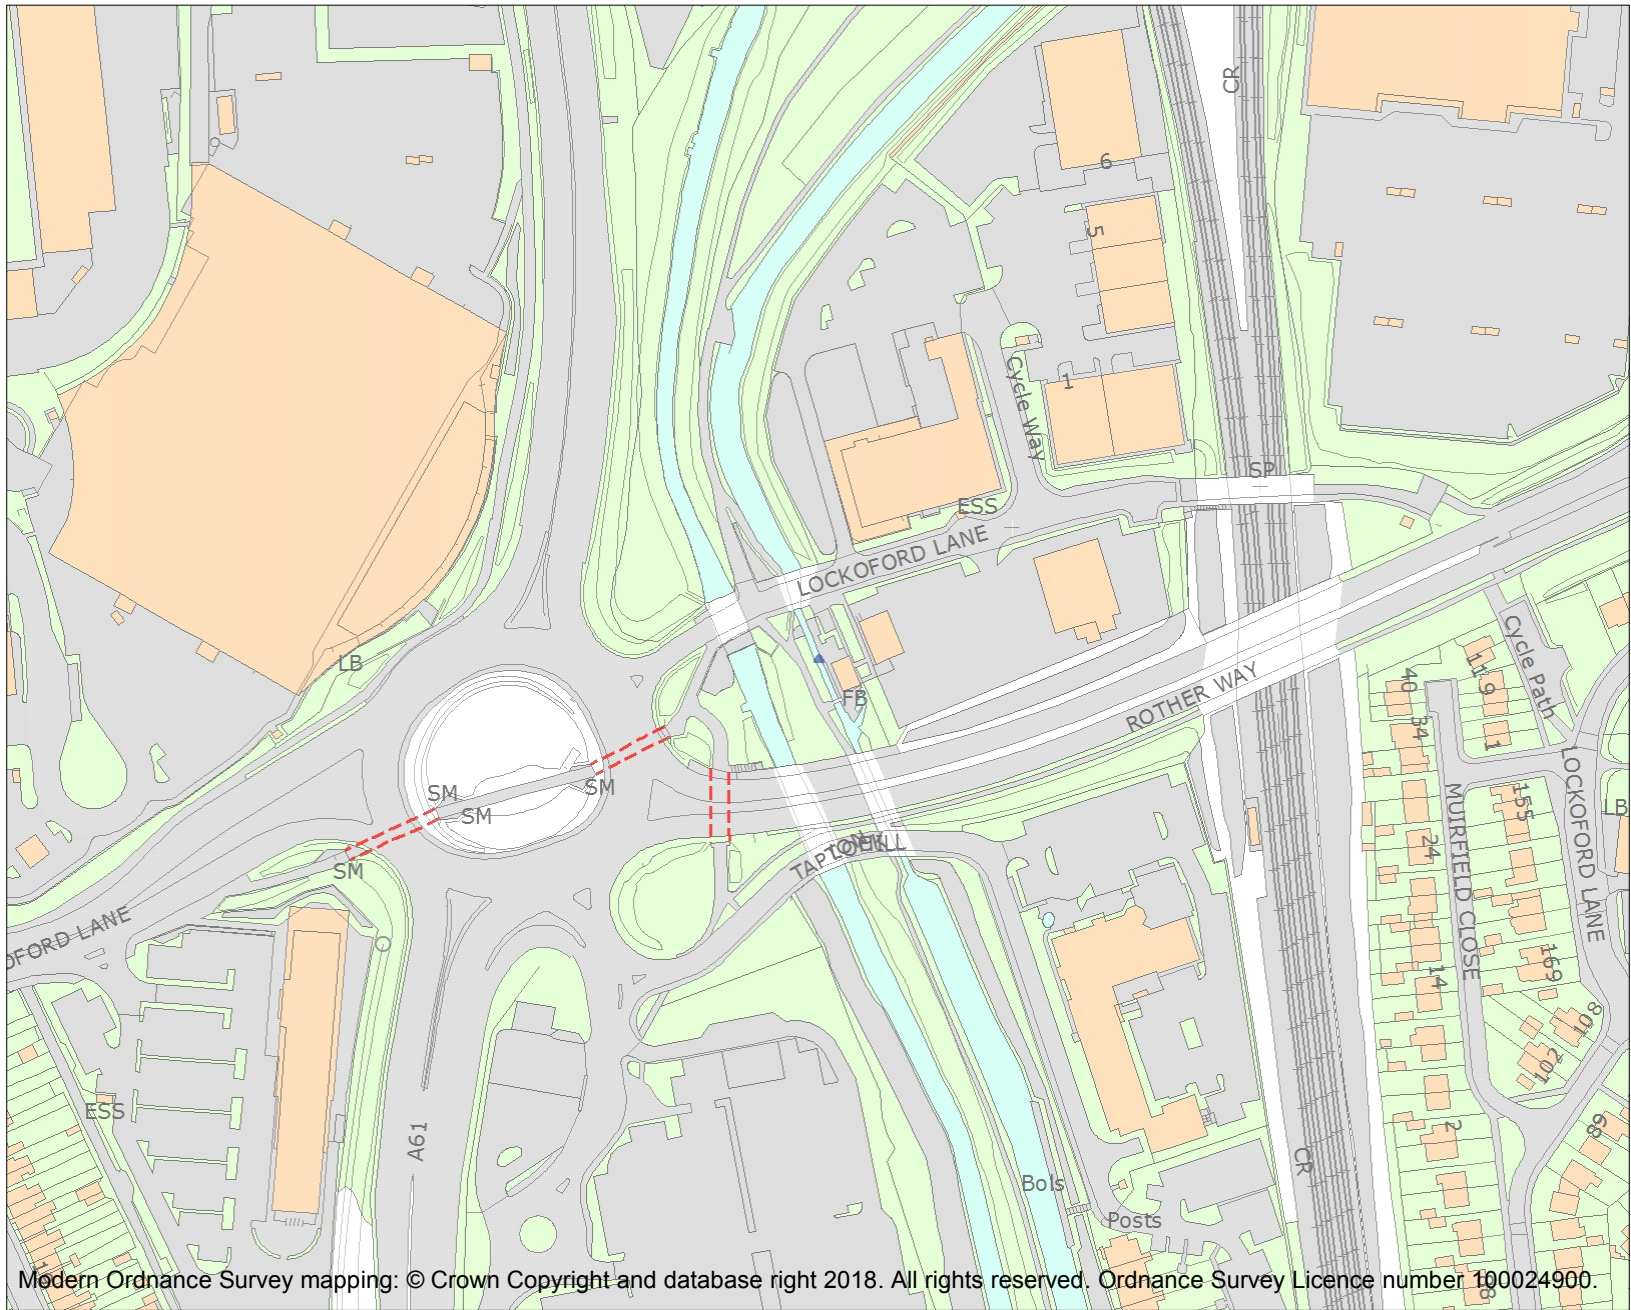 CR
6
5
Cycle Way
1
SP
ESS
LOCKOFORD LANE
LB
FB
ROTHER WAY
Cycle Path
40
34
119
1
SM
SM
SM
SM
LOCKOFORD LANE
LB
MUIRFIELD CLOSE
155
24
169
14
108
102
2
89
OFORD LANE
ESS
A61
CR
Bols
Posts
Modern Ordnance Survey mapping: © Crown Copyright and database right 2018. All rights reserved. Ordnance Survey Licence number 100024900.